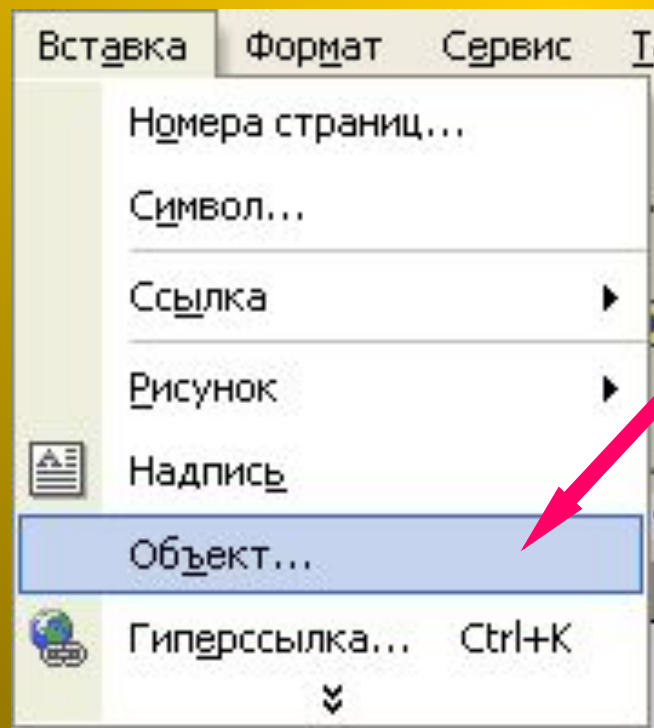 Вставка Формат Сервис Т
Номера страниц...
Символ...
Ссылка
Рисунок
Надпись
Объект...
Гиперссылка... Ctrl+K